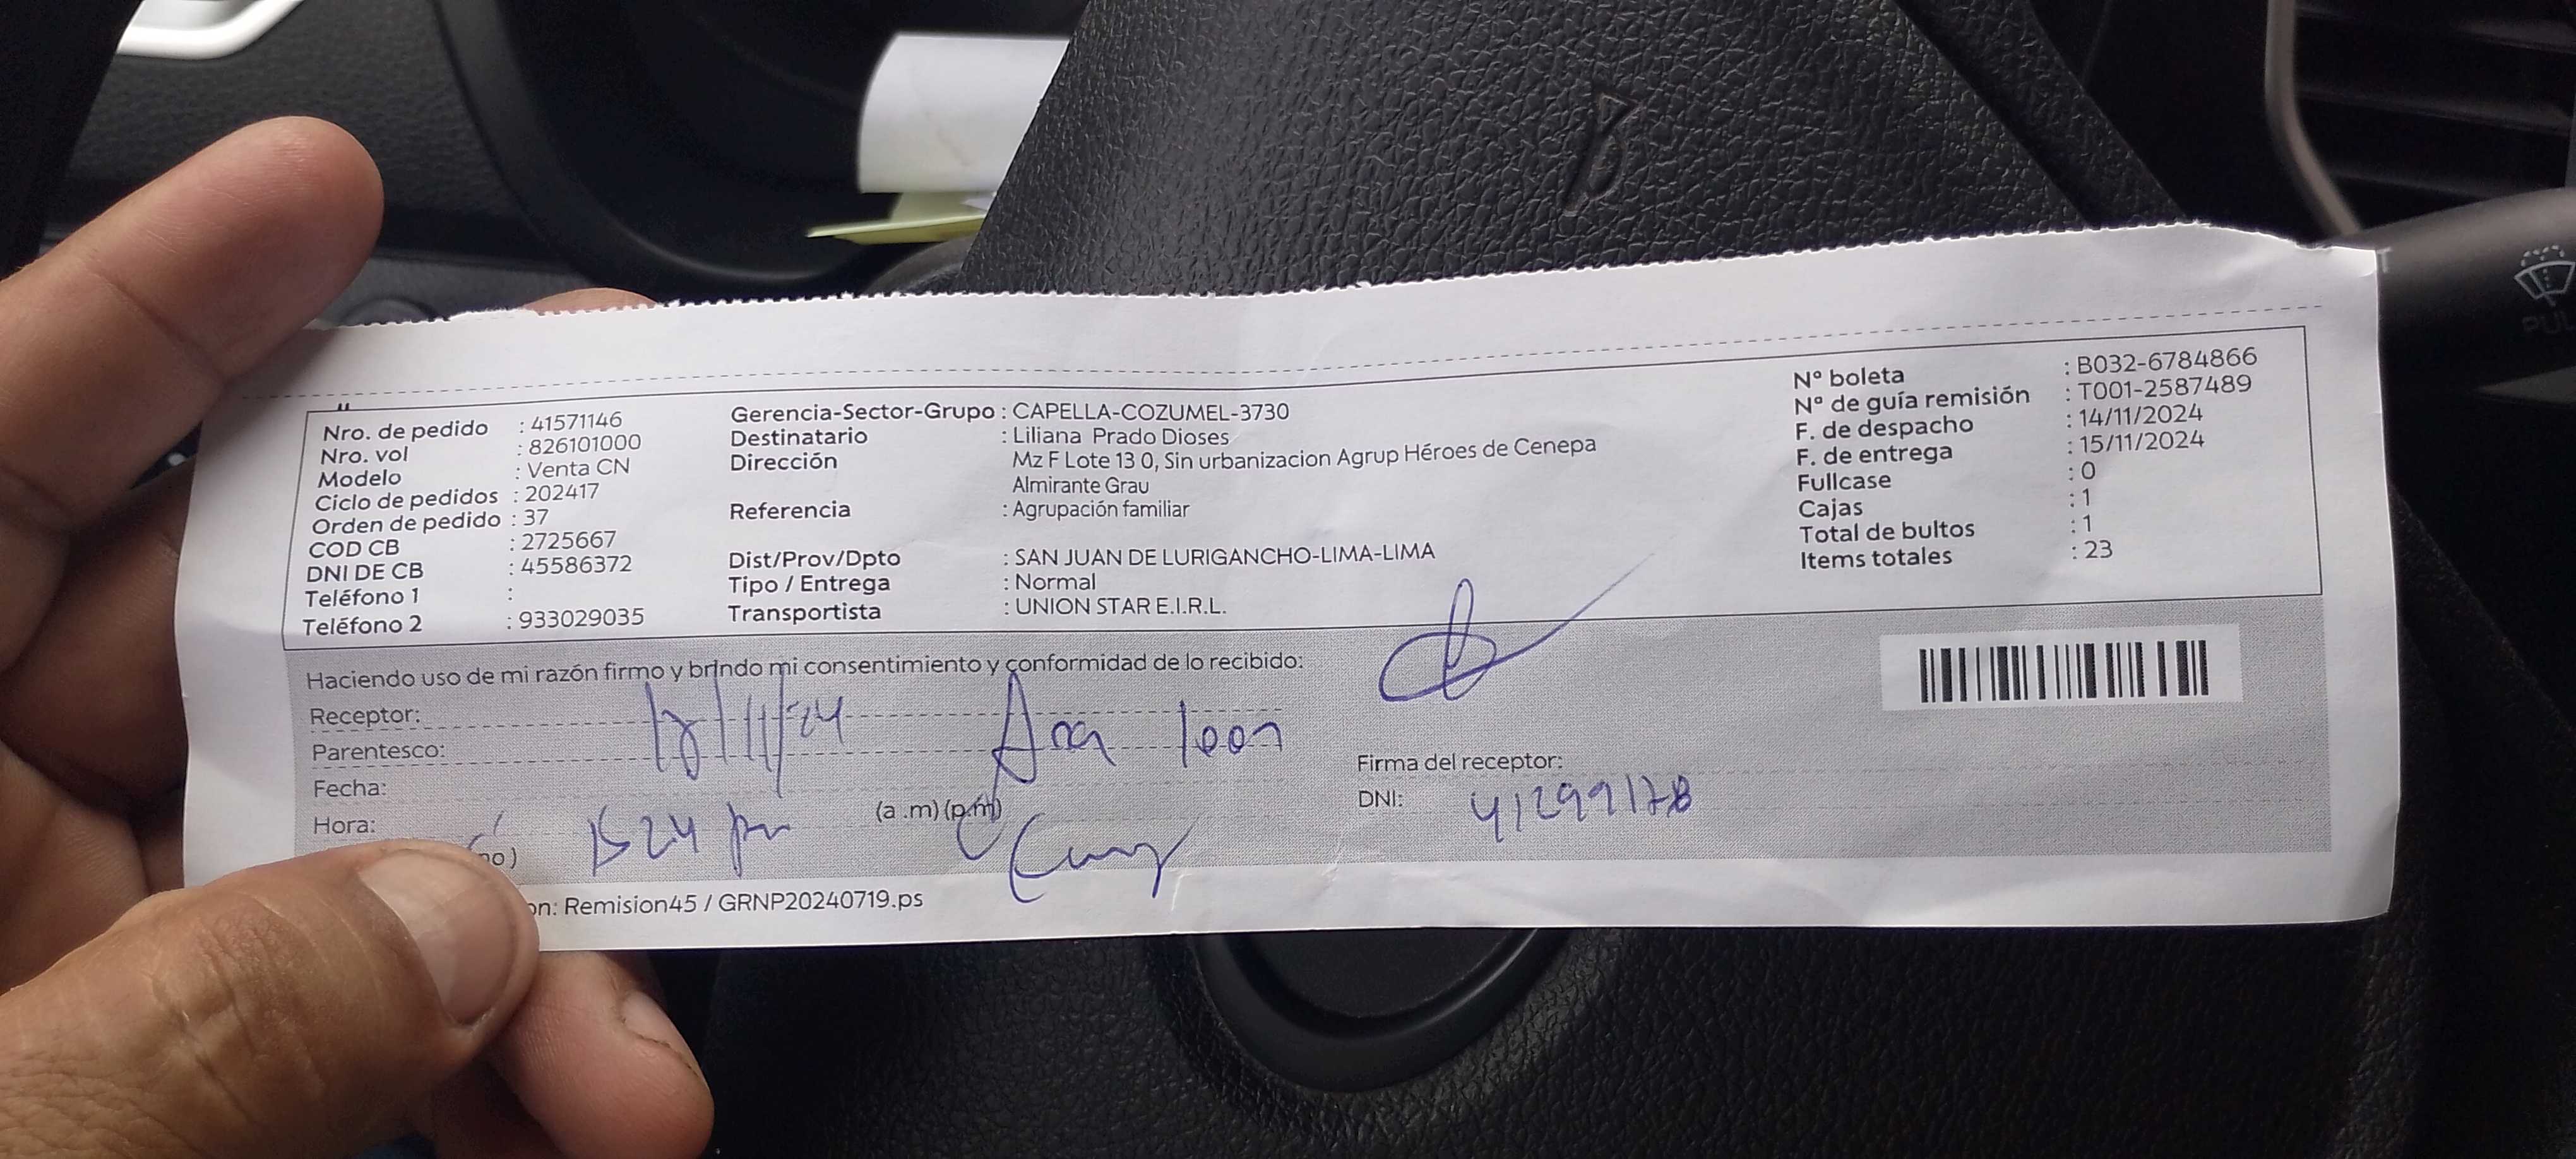 Nro. de pedido : 41571146
Nro. vol : 826101000
Modelo : Venta CN
Ciclo de pedidos : 202417
Orden de pedido : 37
COD CB : 2725667
DNI DE CB : 45586372
Teléfono 1 :
Teléfono 2 : 933029035
Gerencia-Sector-Grupo : CAPELLA-COZUMEL-3730
Destinatario : Liliana Prado Dioses
Dirección Mz F Lote 13 0, Sin urbanizacion Agrup Héroes de Cenepa
Almirante Grau
Referencia : Agrupación familiar
Dist/Prov/Dpto : SAN JUAN DE LURIGANCHO-LIMA-LIMA
Tipo / Entrega : Normal
Transportista : UNION STAR E.I.R.L.
N° boleta : B032-6784866
N° de guía remisión : T001-2587489
F. de despacho : 14/11/2024
F. de entrega : 15/11/2024
Fullcase : 0
Cajas : 1
Total de bultos : 1
Items totales : 23
Haciendo uso de mi razón firmo y brindo mi consentimiento y conformidad de lo recibido:
Receptor:
Parentesco: Ana leon
Fecha:
Hora: 24 pm (a .m) (p.m)
no)
on: Remision45 / GRNP20240719.ps
Firma del receptor:
DNI: 41299178